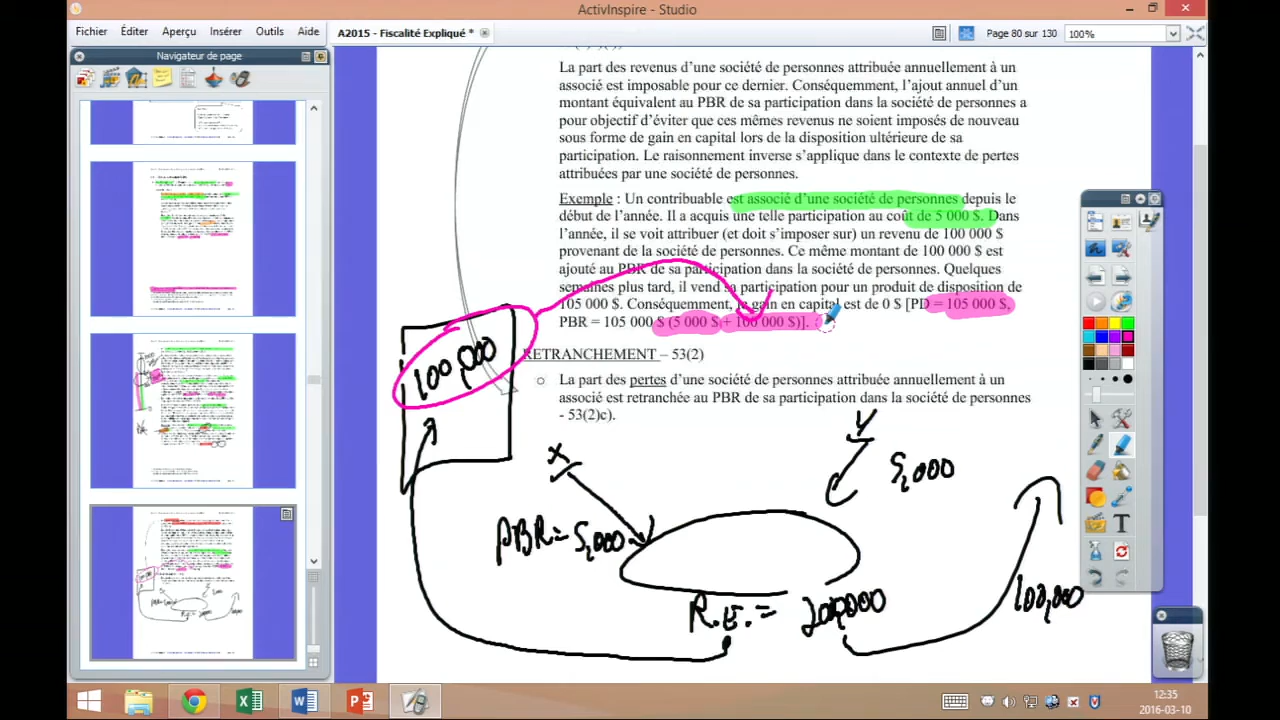 ActivInspire - Studio
Fichier Éditer Aperçu Insérer Outils Aide
A2015 - Fiscalité Expliqué *
Page 80 sur 130
100%
Navigateur de page
La part des revenus d’une société de personnes attribuée annuellement à un
associé est imposable pour ce dernier. Conséquemment, l’ajout annuel d’un
montant équivalent au PBR de sa participation dans la société de personnes a
pour objectif d’éviter que ces mêmes revenus ne soient imposés de nouveau
sous forme de gain en capital lors de la disposition ultérieure de sa
participation. Le raisonnement inverse s’applique dans le contexte de pertes
attribuées par une société de personnes.
Exemple : Un contribuable est associé d’une société de personnes depuis le
début de l’année. Il a acquis une telle participation au coût de 5 000 $. Dans
l’année, il se voit attribuer (et doit s’imposer sur) un revenu de 100 000 $
provenant de la société de personnes. Ce même montant de 100 000 $ est
ajouté au PBR de sa participation dans la société de personnes. Quelques
semaines plus tard, il vend sa participation pour un produit de disposition de
105 000 $. Conséquemment, le gain en capital est de 0 $ [PD = 105 000 $,
PBR = 105 000 $ (5 000 $ + 100 000 $)].
RETRANCHEMENT – 53(2)
o La part des pertes d’une société de personnes attribuée annuellement à un
associé est retranchée au PBR de sa participation dans la société de personnes
- 53(2)c).
100,000
X
Y
5,000
PBR = 5,000
R.E. = 200,000
100,000
12:35
2016-03-10